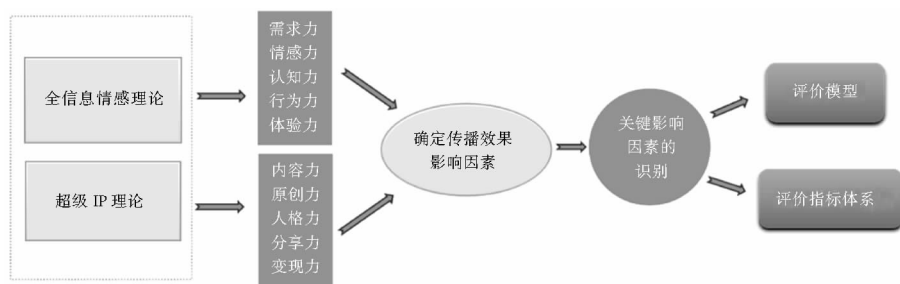 全信息情感理论
超级 IP 理论
需求力
情感力
认知力
行为力
体验力
内容力
原创力
人格力
分享力
变现力
确定传播效果
影响因素
关键影响
因素的
识别
评价模型
评价指标体系